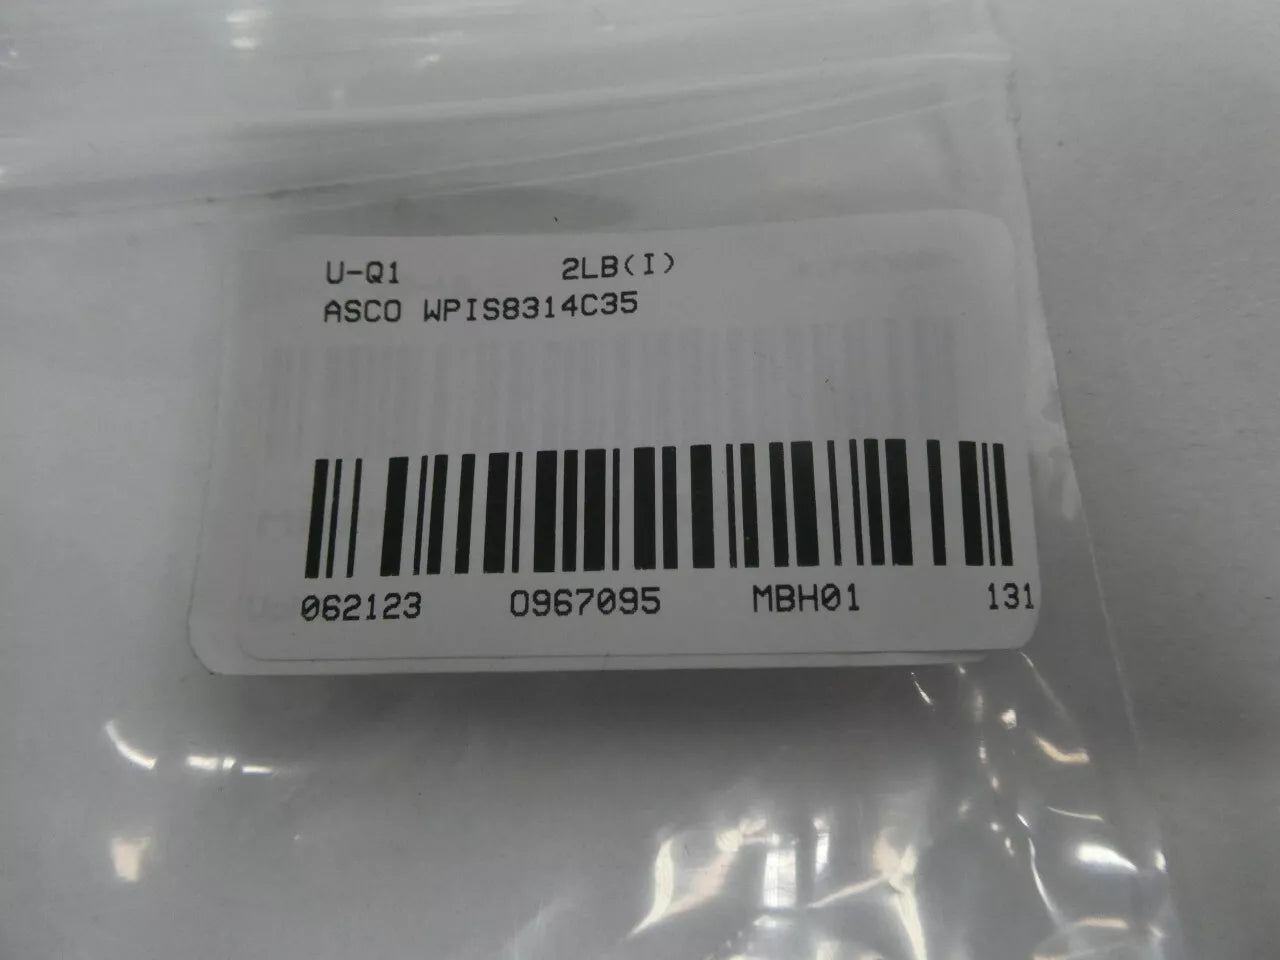 U-Q1 2LB(I)
ASCO WPIS8314C35
062123 0967095 MBH01 131